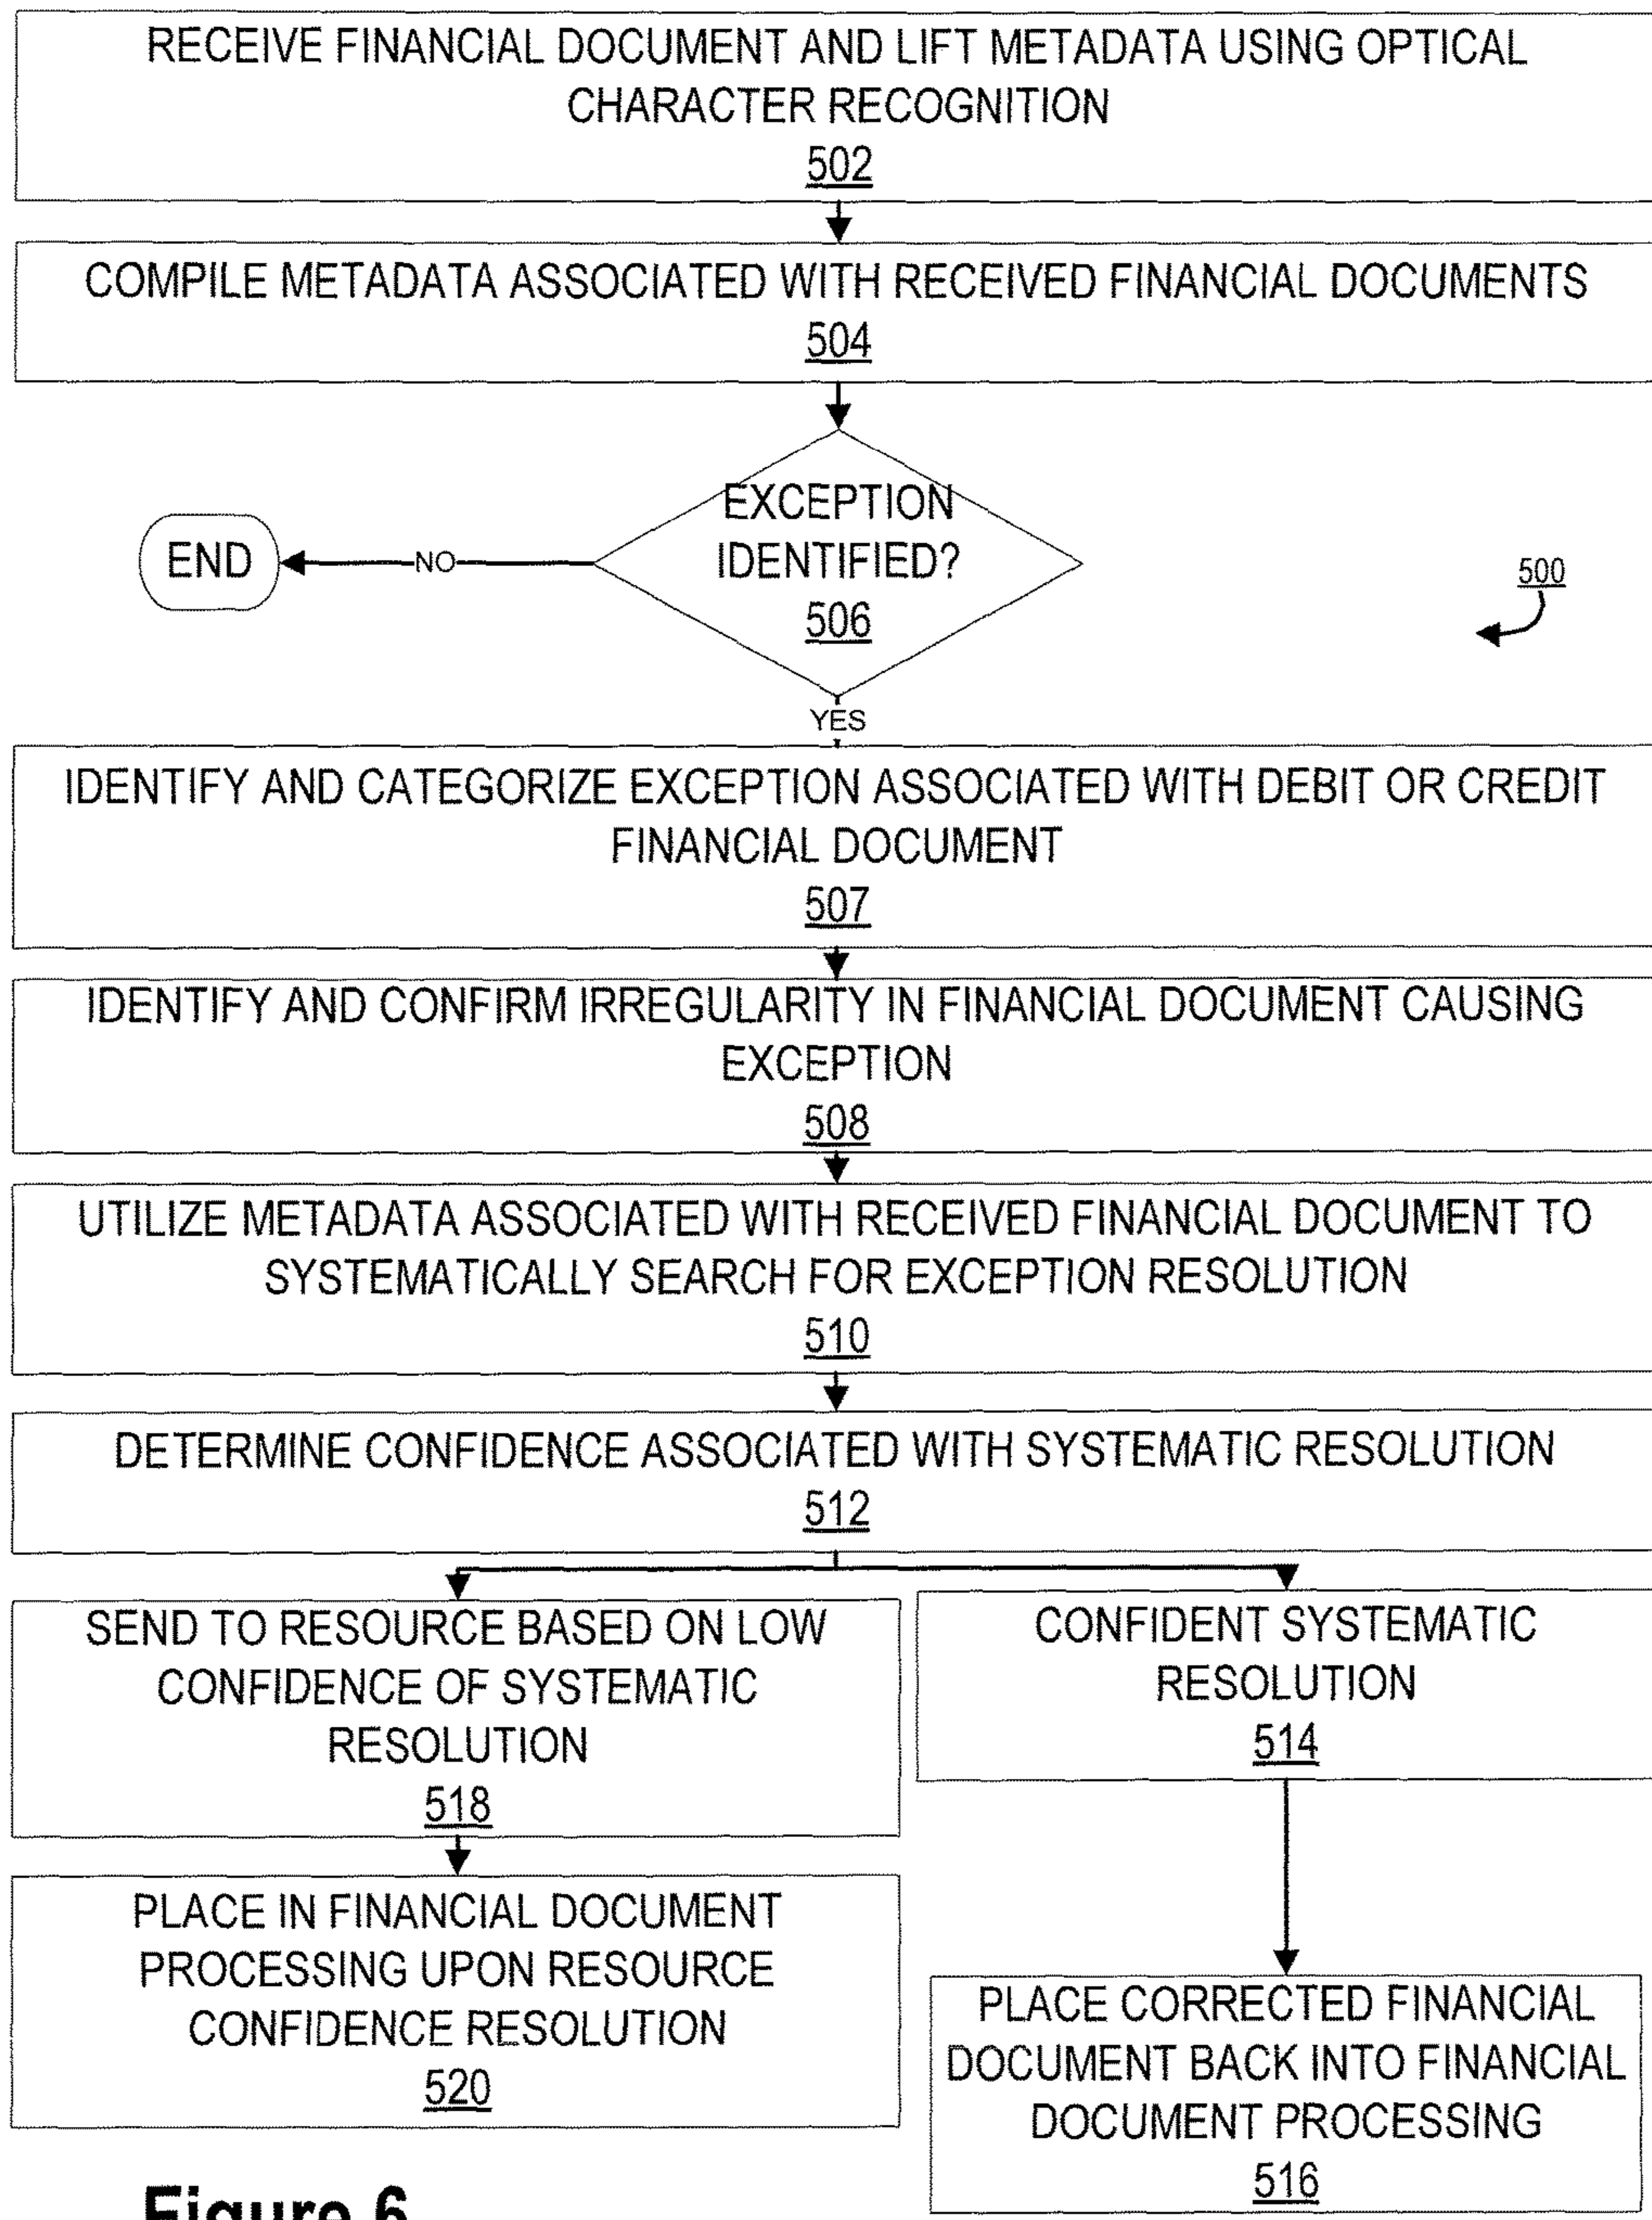 RECEIVE FINANCIAL DOCUMENT AND LIFT METADATA USING OPTICAL
CHARACTER RECOGNITION
502
COMPILE METADATA ASSOCIATED WITH RECEIVED FINANCIAL DOCUMENTS
504
EXCEPTION
IDENTIFIED?
506
END
NO
500
YES
IDENTIFY AND CATEGORIZE EXCEPTION ASSOCIATED WITH DEBIT OR CREDIT
FINANCIAL DOCUMENT
507
IDENTIFY AND CONFIRM IRREGULARITY IN FINANCIAL DOCUMENT CAUSING
EXCEPTION
508
UTILIZE METADATA ASSOCIATED WITH RECEIVED FINANCIAL DOCUMENT TO
SYSTEMATICALLY SEARCH FOR EXCEPTION RESOLUTION
510
DETERMINE CONFIDENCE ASSOCIATED WITH SYSTEMATIC RESOLUTION
512
SEND TO RESOURCE BASED ON LOW
CONFIDENCE OF SYSTEMATIC
RESOLUTION
518
CONFIDENT SYSTEMATIC
RESOLUTION
514
PLACE IN FINANCIAL DOCUMENT
PROCESSING UPON RESOURCE
CONFIDENCE RESOLUTION
520
PLACE CORRECTED FINANCIAL
DOCUMENT BACK INTO FINANCIAL
DOCUMENT PROCESSING
516
Figure 6